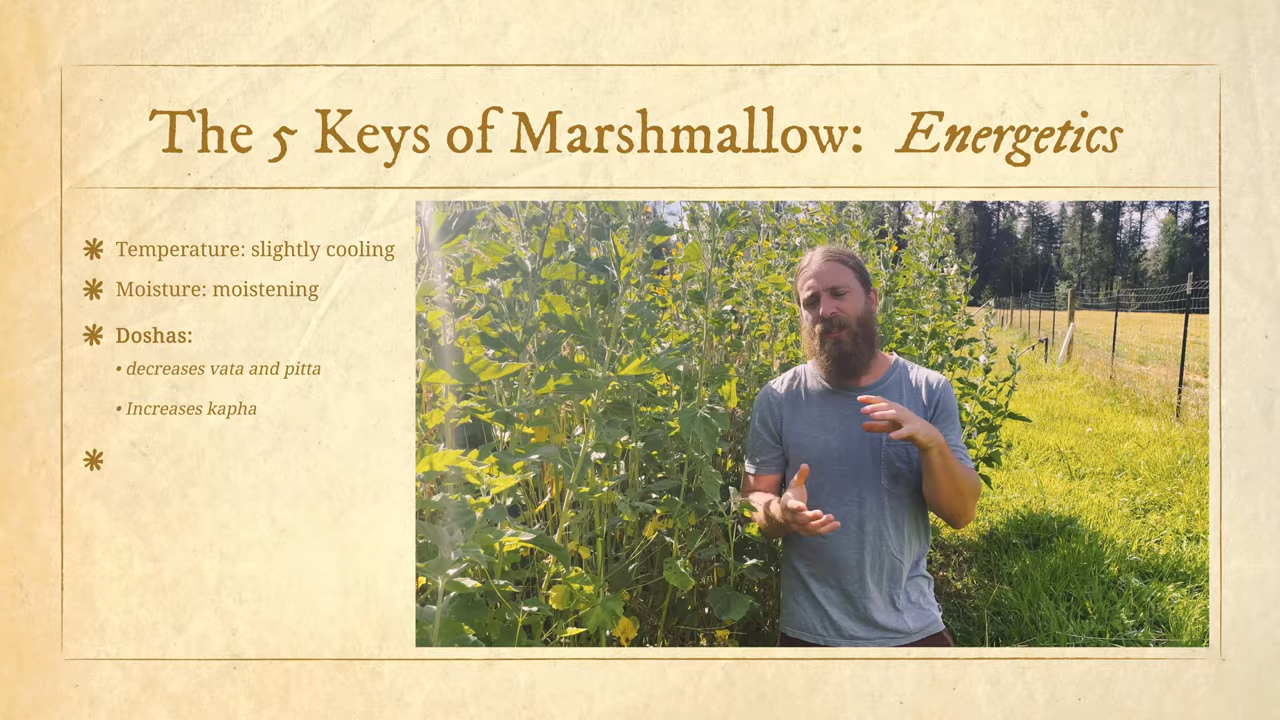 The 5 Keys of Marshmallow: Energetics
Temperature: slightly cooling
Moisture: moistening
Doshas:
• decreases vata and pitta
• Increases kapha